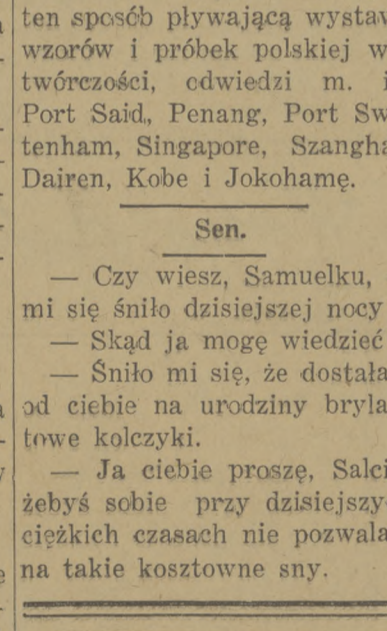 ten sposób pływającą wystaw
wzorów i próbek polskiej w
twórczości, odwiedzi m. i
Port Said, Penang, Port Sw
tenham, Singapore, Szangha
Dairen, Kobe i Jokohamę.
Sen.
— Czy wiesz, Samuelku,
mi się śniło dzisiejszej nocy
— Skąd ja mogę wiedzieć
— Śniło mi się, że dostała
od ciebie na urodziny bryla
towe kolczyki.
— Ja ciebie proszę, Salci
żebyś sobie przy dzisiejszy
ciężkich czasach nie pozwala
na takie kosztowne sny.